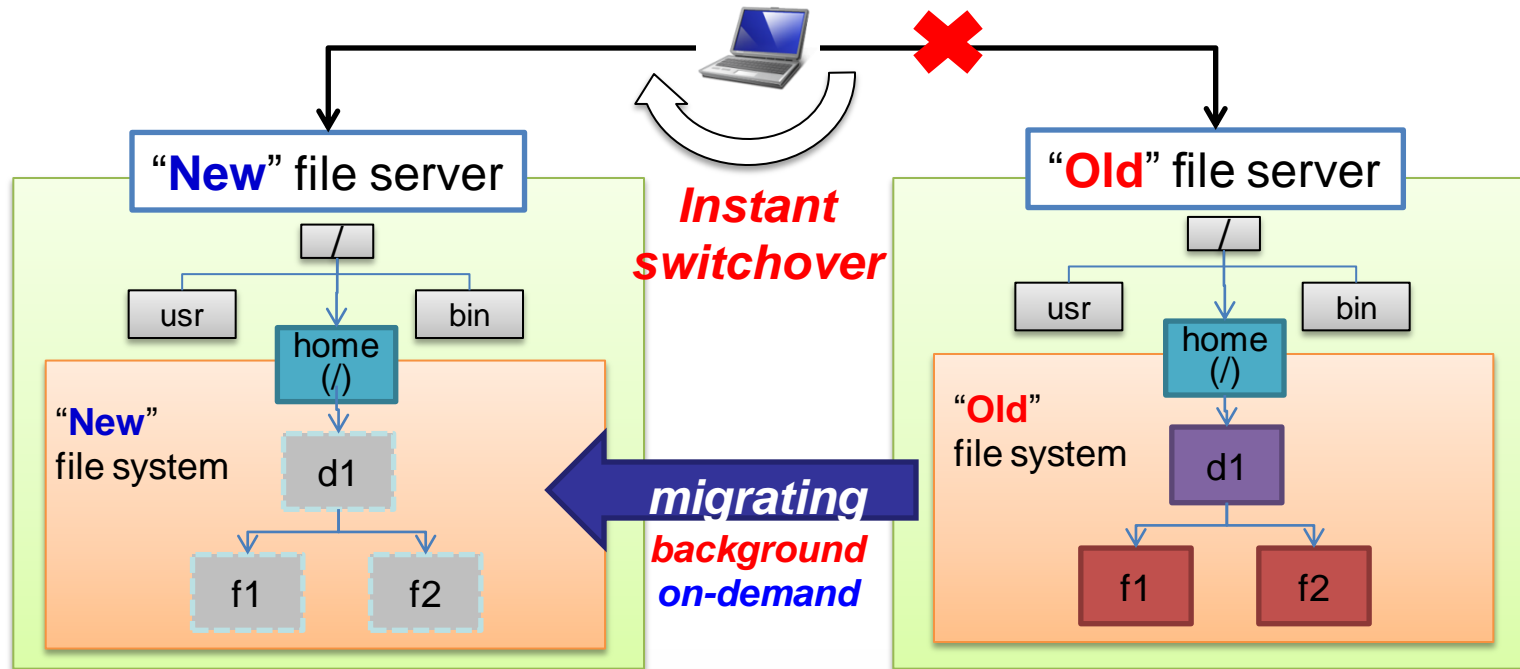 “New” file server
/
usr
bin
home
(/)
“New”
file system
d1
f1
f2
Instant
switchover
migrating
background
on-demand
“Old” file server
/
usr
bin
home
(/)
“Old”
file system
d1
f1
f2